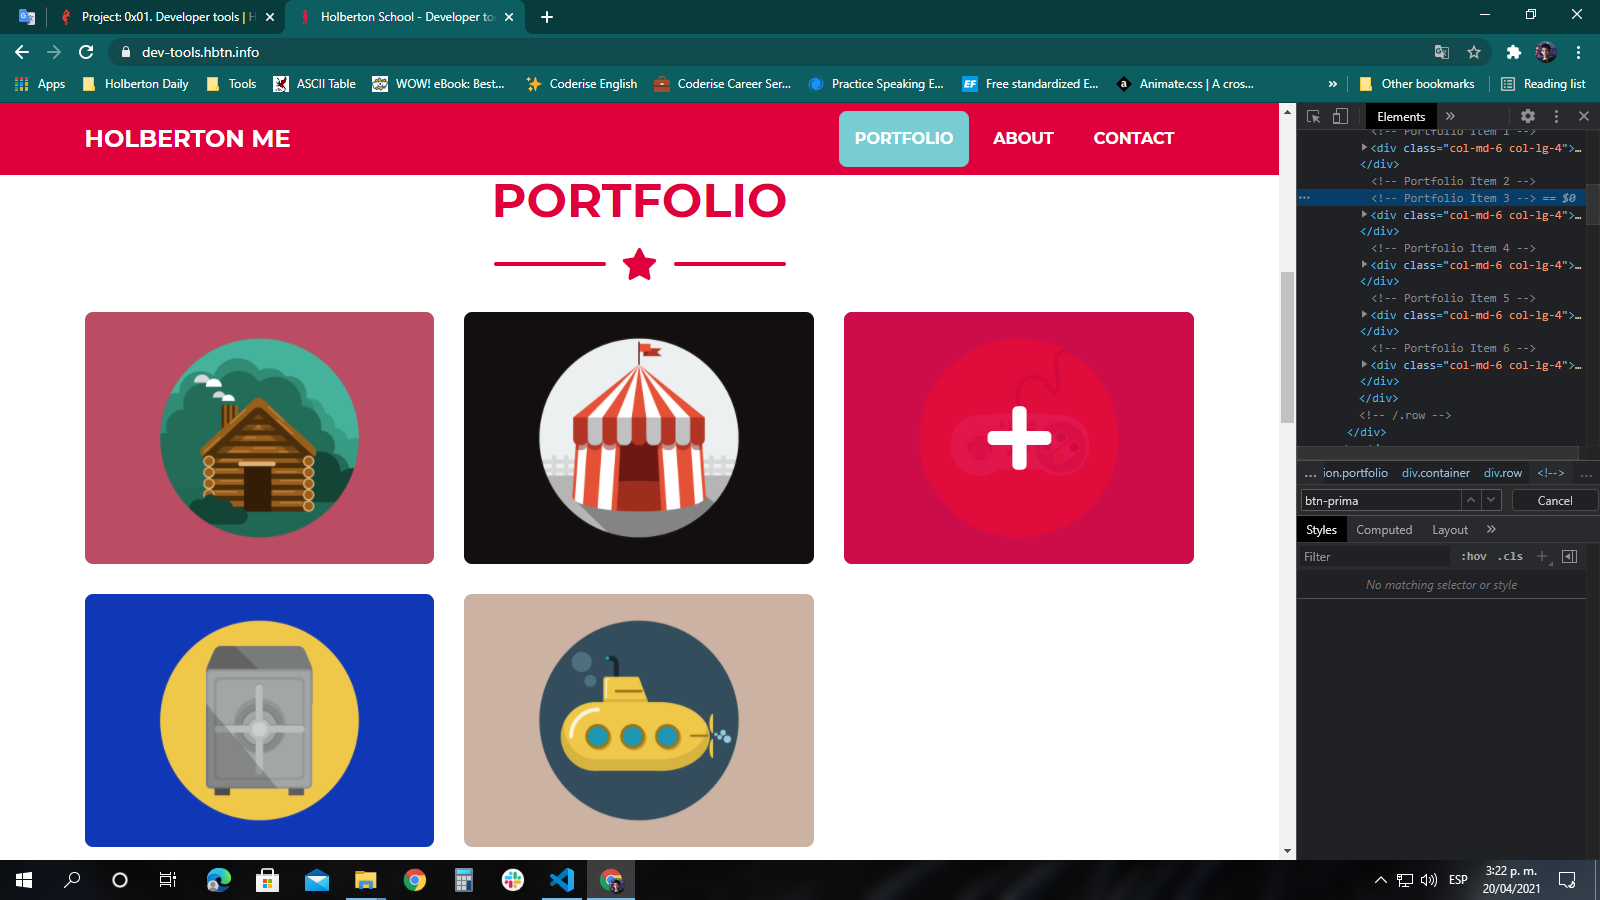 Project: 0x01. Developer tools | H
Holberton School - Developer to
dev-tools.hbtn.info
Apps
Holberton Daily
Tools
ASCII Table
WOW! eBook: Best...
Coderise English
Coderise Career Ser...
Practice Speaking E...
EF
Free standardized E...
a
Animate.css | A cros...
»
Other bookmarks
Reading list
HOLBERTON ME
PORTFOLIO
ABOUT
CONTACT
PORTFOLIO
Elements
»
<!-- Portfolio Item 1 -->
<div class="col-md-6 col-lg-4">…
</div>
<!-- Portfolio Item 2 -->
<!-- Portfolio Item 3 --> == $0
<div class="col-md-6 col-lg-4">…
</div>
<!-- Portfolio Item 4 -->
<div class="col-md-6 col-lg-4">…
</div>
<!-- Portfolio Item 5 -->
<div class="col-md-6 col-lg-4">…
</div>
<!-- Portfolio Item 6 -->
<div class="col-md-6 col-lg-4">…
</div>
</div>
<!-- /.row -->
</div>
... ion.portfolio div.container div.row <!--> ...
btn-prima
Cancel
Styles
Computed
Layout
»
Filter
:hov
.cls
No matching selector or style
ESP
3:22 p. m.
20/04/2021